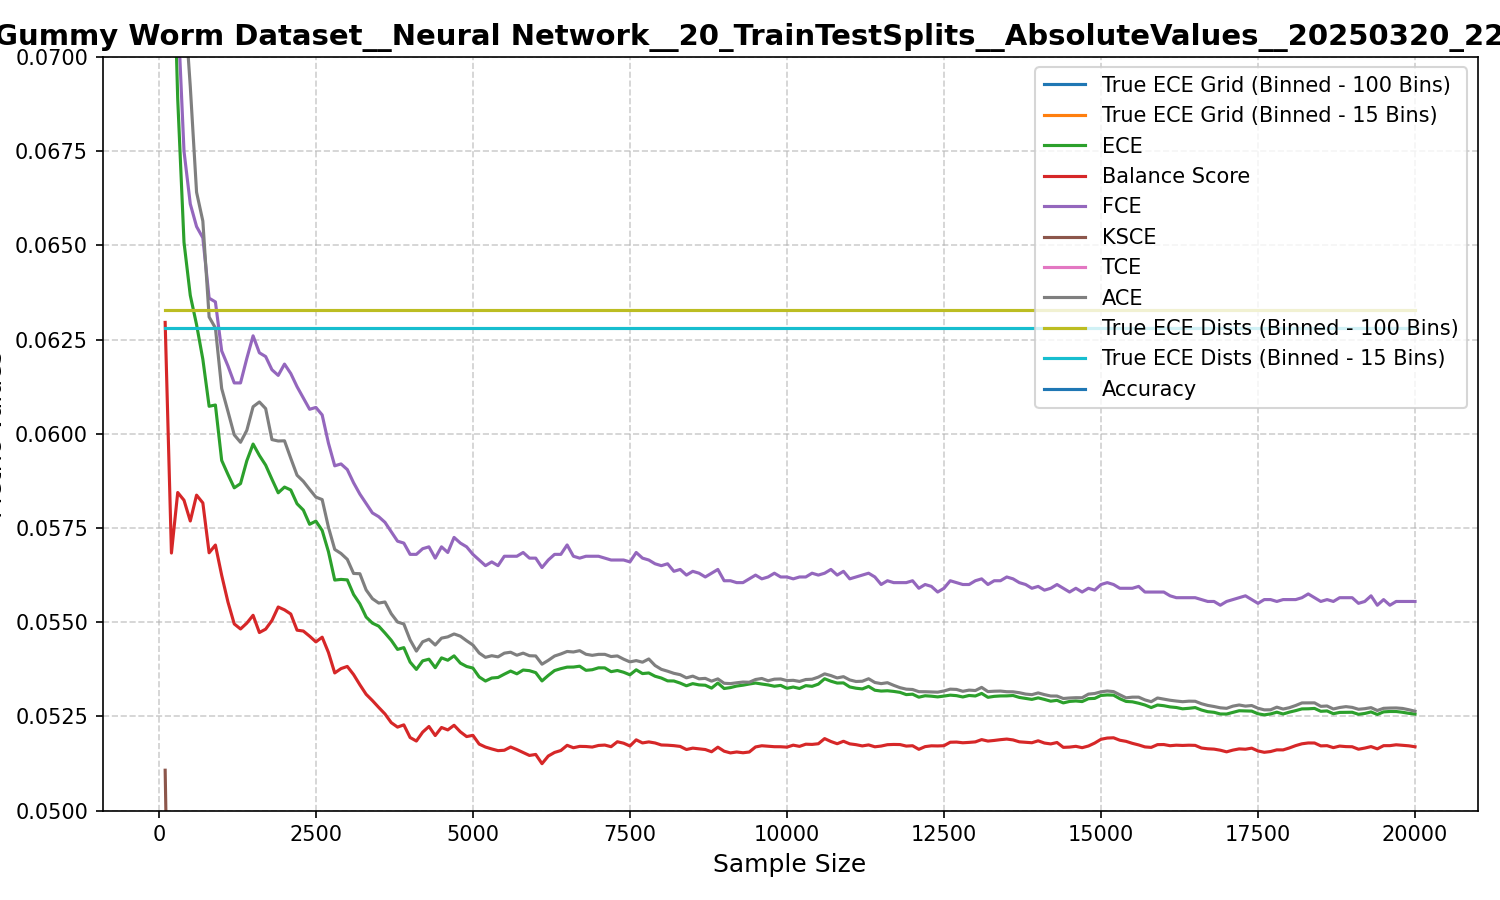 Gummy Worm Dataset__Neural Network__20_TrainTestSplits__AbsoluteValues__20250320_22
0.0700
0.0675
0.0650
0.0625
0.0600
0.0575
0.0550
0.0525
0.0500
True ECE Grid (Binned - 100 Bins)
True ECE Grid (Binned - 15 Bins)
ECE
Balance Score
FCE
KSCE
TCE
ACE
True ECE Dists (Binned - 100 Bins)
True ECE Dists (Binned - 15 Bins)
Accuracy
0 2500 5000 7500 10000 12500 15000 17500 20000
Sample Size